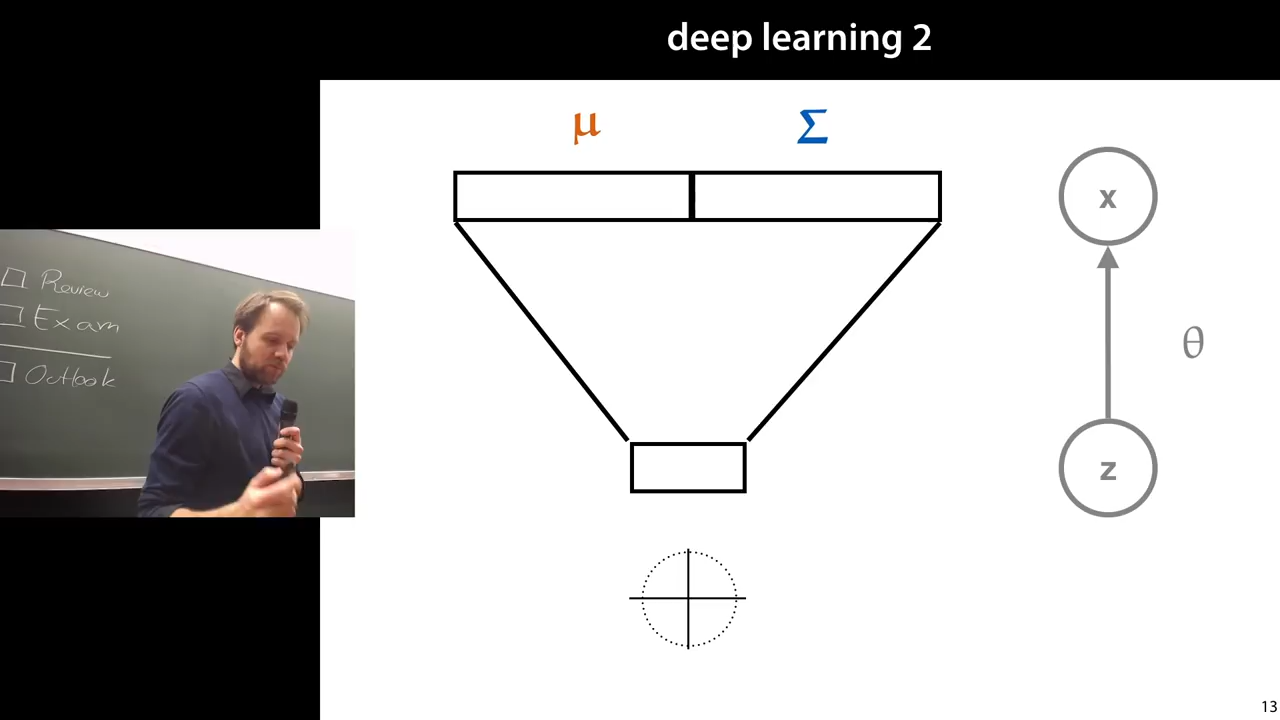 deep learning 2
μ Σ
x
θ
z
Review
Exam
Outlook
13